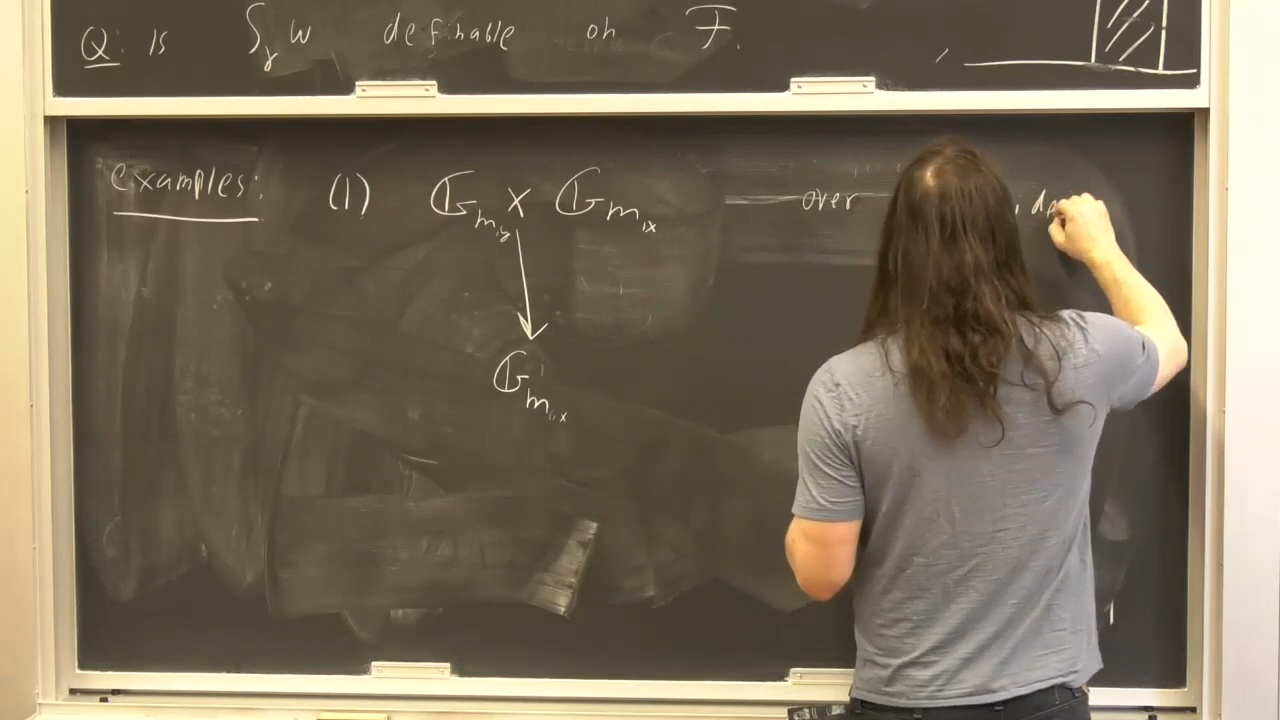 Q: is ∫_γ ω definable on ℱ.
examples: (1) 𝔾_{m,y} × 𝔾_{m,x} over
𝔾_{m,x}